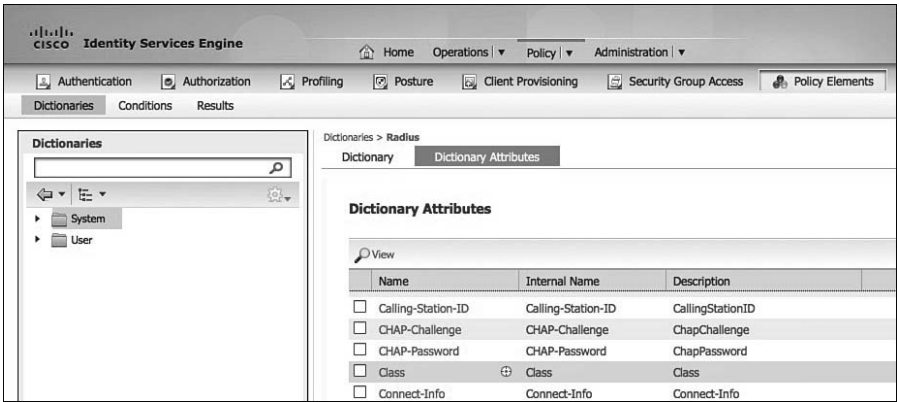 CISCO Identity Services Engine
Home Operations | ▼ Policy | ▼ Administration | ▼
Authentication Authorization Profiling Posture Client Provisioning Security Group Access Policy Elements
Dictionaries Conditions Results
Dictionaries
Dictionaries > Radius
Dictionary Dictionary Attributes
System
User
Dictionary Attributes
View
Name Internal Name Description
Calling-Station-ID Calling-Station-ID CallingStationID
CHAP-Challenge CHAP-Challenge ChapChallenge
CHAP-Password CHAP-Password ChapPassword
Class Class Class
Connect-Info Connect-Info Connect-Info